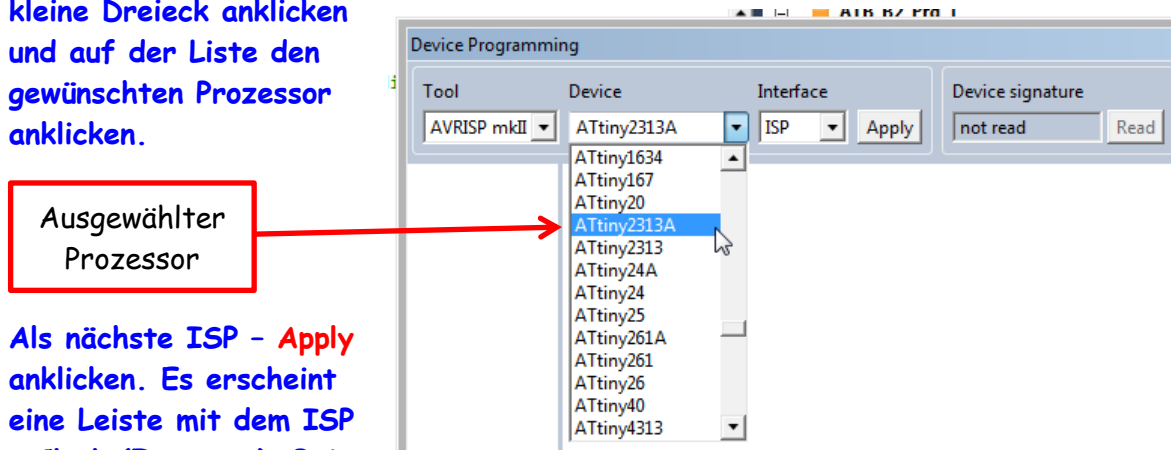 kleine Dreieck anklicken
und auf der Liste den
gewünschten Prozessor
anklicken.
Ausgewählter
Prozessor
Als nächste ISP – Apply
anklicken. Es erscheint
eine Leiste mit dem ISP
Device Programming
Tool
Device
Interface
Device signature
AVRISP mkII
ATtiny2313A
ISP
Apply
not read
Read
ATtiny1634
ATtiny167
ATtiny20
ATtiny2313A
ATtiny2313
ATtiny24A
ATtiny24
ATtiny25
ATtiny261A
ATtiny261
ATtiny26
ATtiny40
ATtiny4313